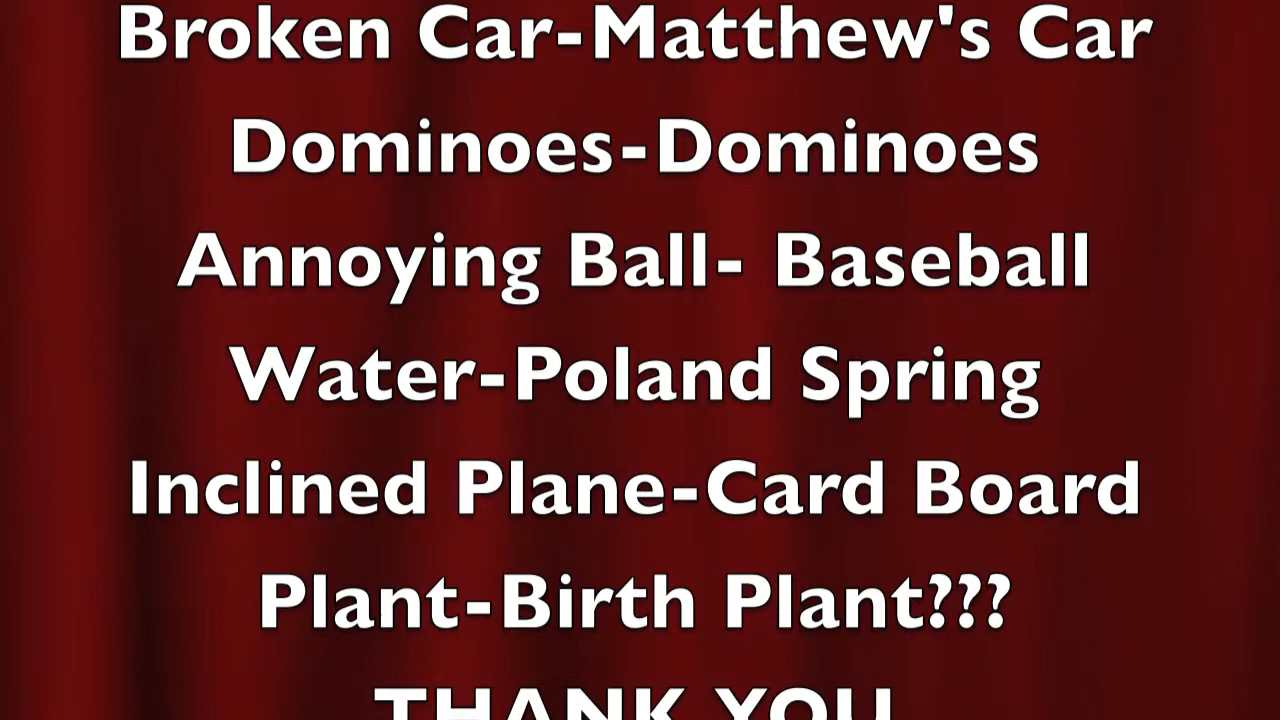 Broken Car-Matthew's Car
Dominoes-Dominoes
Annoying Ball- Baseball
Water-Poland Spring
Inclined Plane-Card Board
Plant-Birth Plant???
THANK YOU